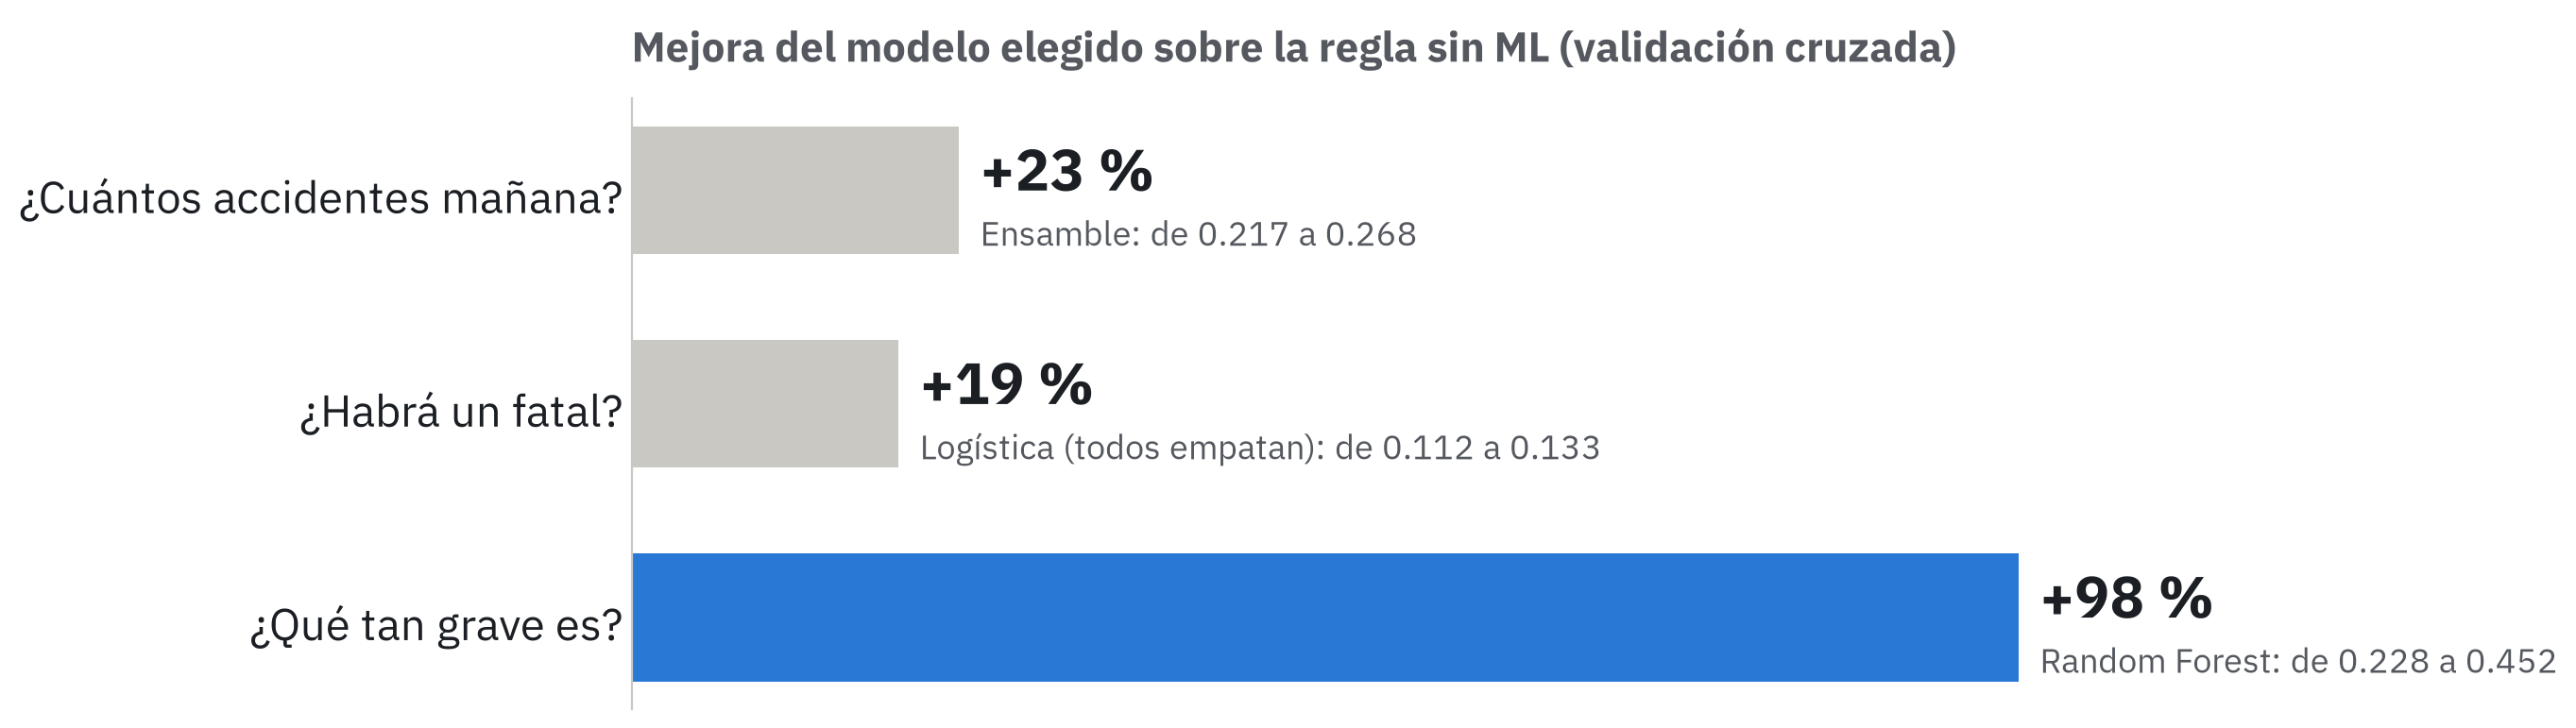 Mejora del modelo elegido sobre la regla sin ML (validación cruzada)
¿Cuántos accidentes mañana?
+23 %
Ensamble: de 0.217 a 0.268
¿Habrá un fatal?
+19 %
Logística (todos empatan): de 0.112 a 0.133
¿Qué tan grave es?
+98 %
Random Forest: de 0.228 a 0.452